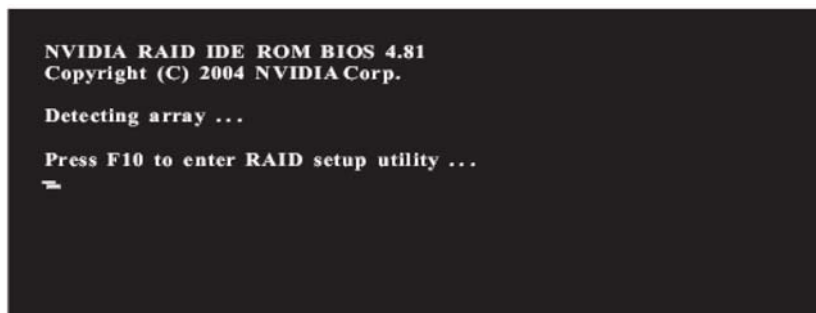 NVIDIA RAID IDE ROM BIOS 4.81
Copyright (C) 2004 NVIDIA Corp.
Detecting array ...
Press F10 to enter RAID setup utility ...